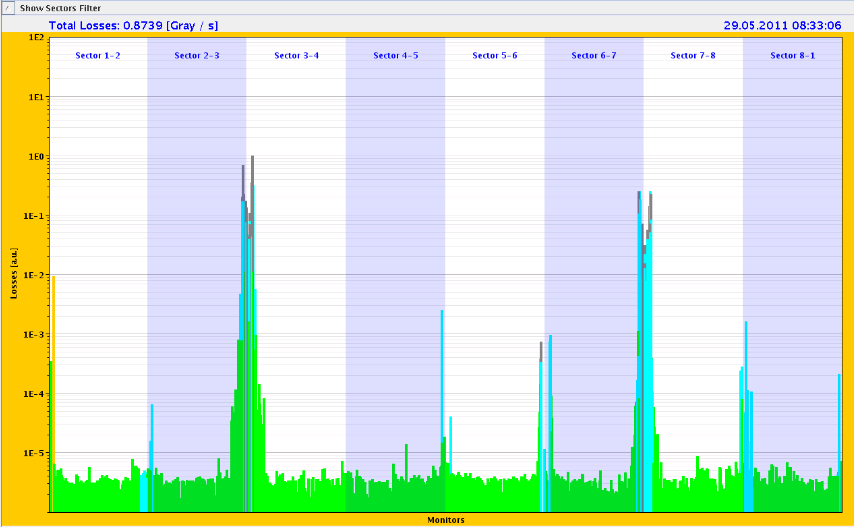 Show Sectors Filter
Total Losses: 0.8739 [Gray / s] 29.05.2011 08:33:06
1E2
Sector 1-2 Sector 2-3 Sector 3-4 Sector 4-5 Sector 5-6 Sector 6-7 Sector 7-8 Sector 8-1
1E1
1E0
1E-1
1E-2
Losses [a.u.]
1E-3
1E-4
1E-5
Monitors